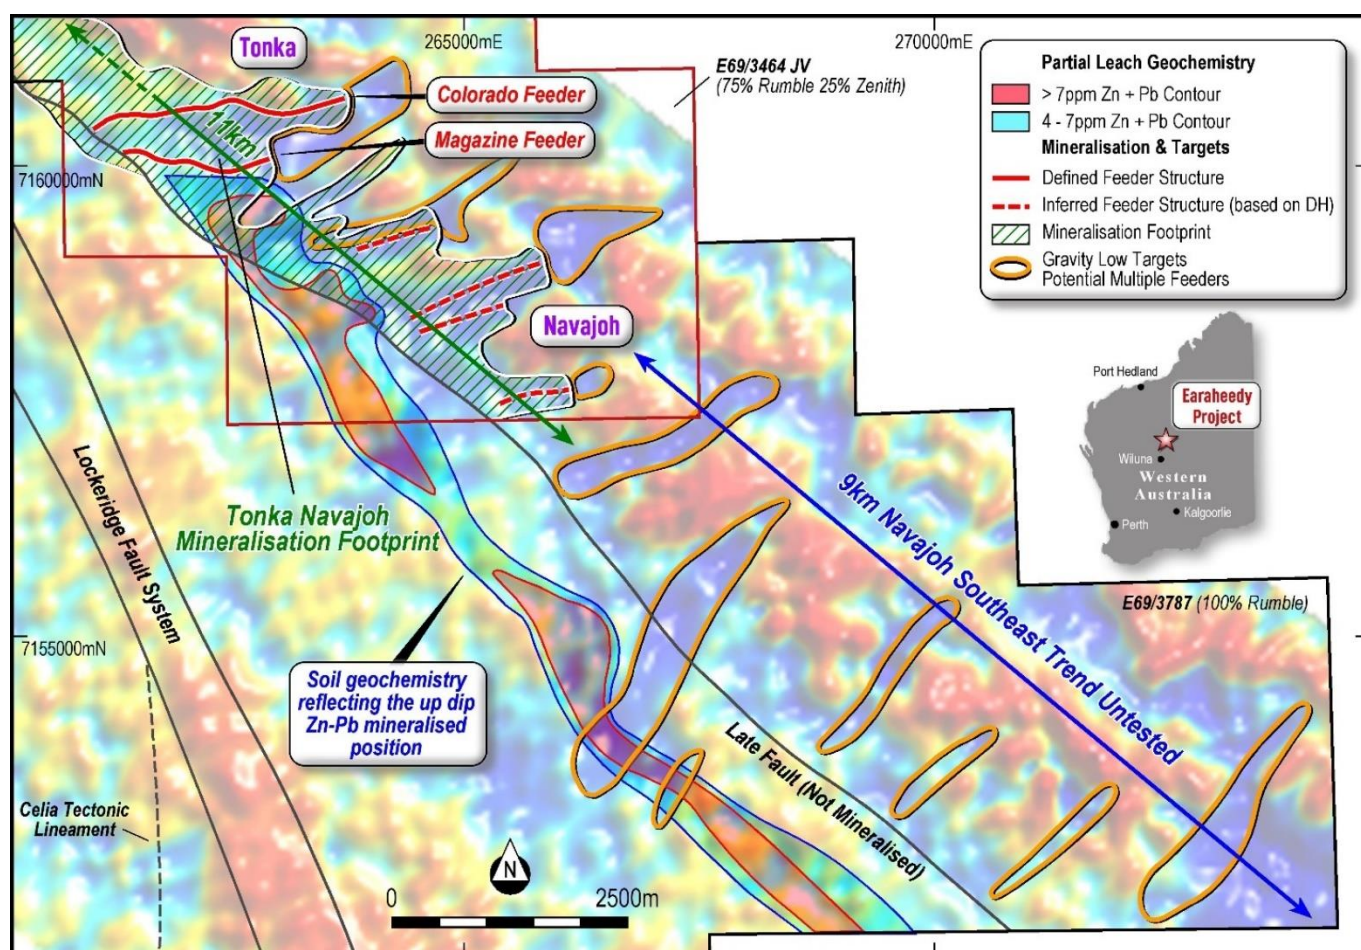 265000mE
270000mE
Tonka
E69/3464 JV
(75% Rumble 25% Zenith)
Colorado Feeder
11km
Magazine Feeder
7160000mN
Partial Leach Geochemistry
> 7ppm Zn + Pb Contour
4 - 7ppm Zn + Pb Contour
Mineralisation & Targets
Defined Feeder Structure
Inferred Feeder Structure (based on DH)
Mineralisation Footprint
Gravity Low Targets
Potential Multiple Feeders
Navajoh
Port Hedland
Earaheedy
Project
Wiluna
Western
Australia
Kalgoorlie
Perth
Lockeridge Fault System
Tonka Navajoh
Mineralisation Footprint
9km Navajoh Southeast Trend Untested
E69/3787 (100% Rumble)
7155000mN
Soil geochemistry
reflecting the up dip
Zn-Pb mineralised
position
Late Fault (Not Mineralised)
Celia Tectonic
Lineament
N
0
2500m